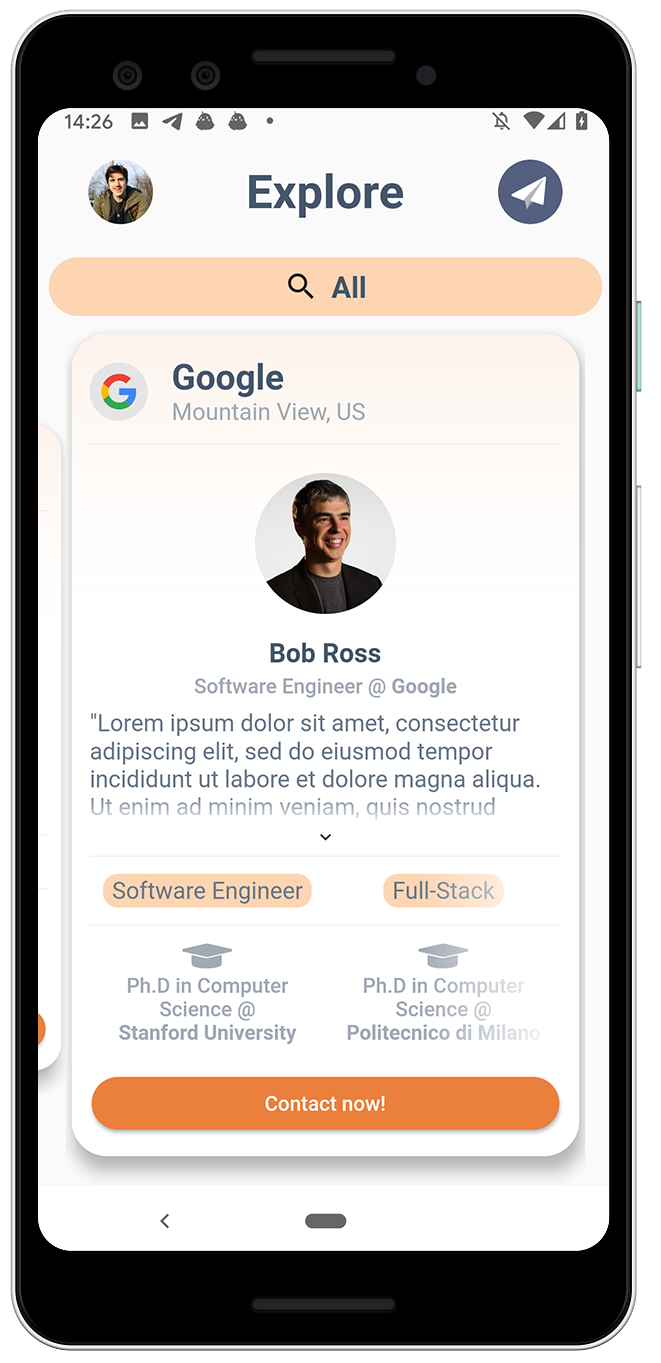 14:26
Explore
All
Google
Mountain View, US
Bob Ross
Software Engineer @ Google
"Lorem ipsum dolor sit amet, consectetur
adipiscing elit, sed do eiusmod tempor
incididunt ut labore et dolore magna aliqua.
Ut enim ad minim veniam, quis nostrud
Software Engineer
Full-Stack
Ph.D in Computer
Science @
Stanford University
Ph.D in Computer
Science @
Politecnico di Milano
Contact now!